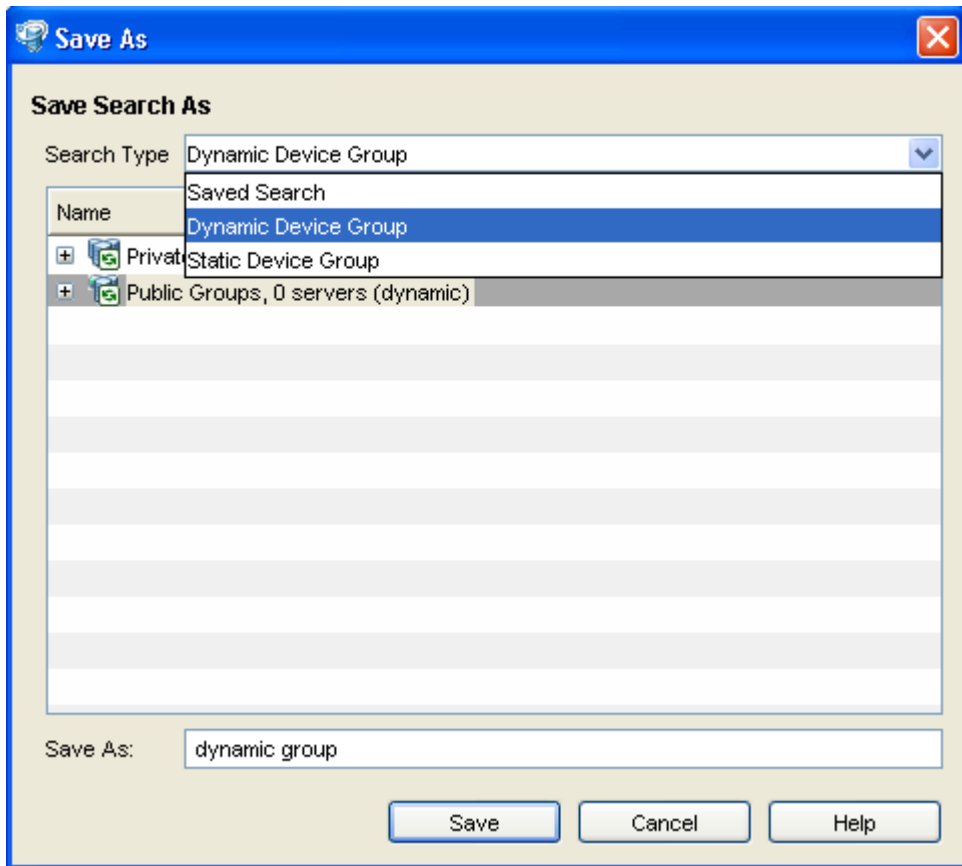 Save As
Save Search As
Search Type Dynamic Device Group
Saved Search
Name
Dynamic Device Group
Static Device Group
Public Groups, 0 servers (dynamic)
Save As: dynamic group
Save Cancel Help